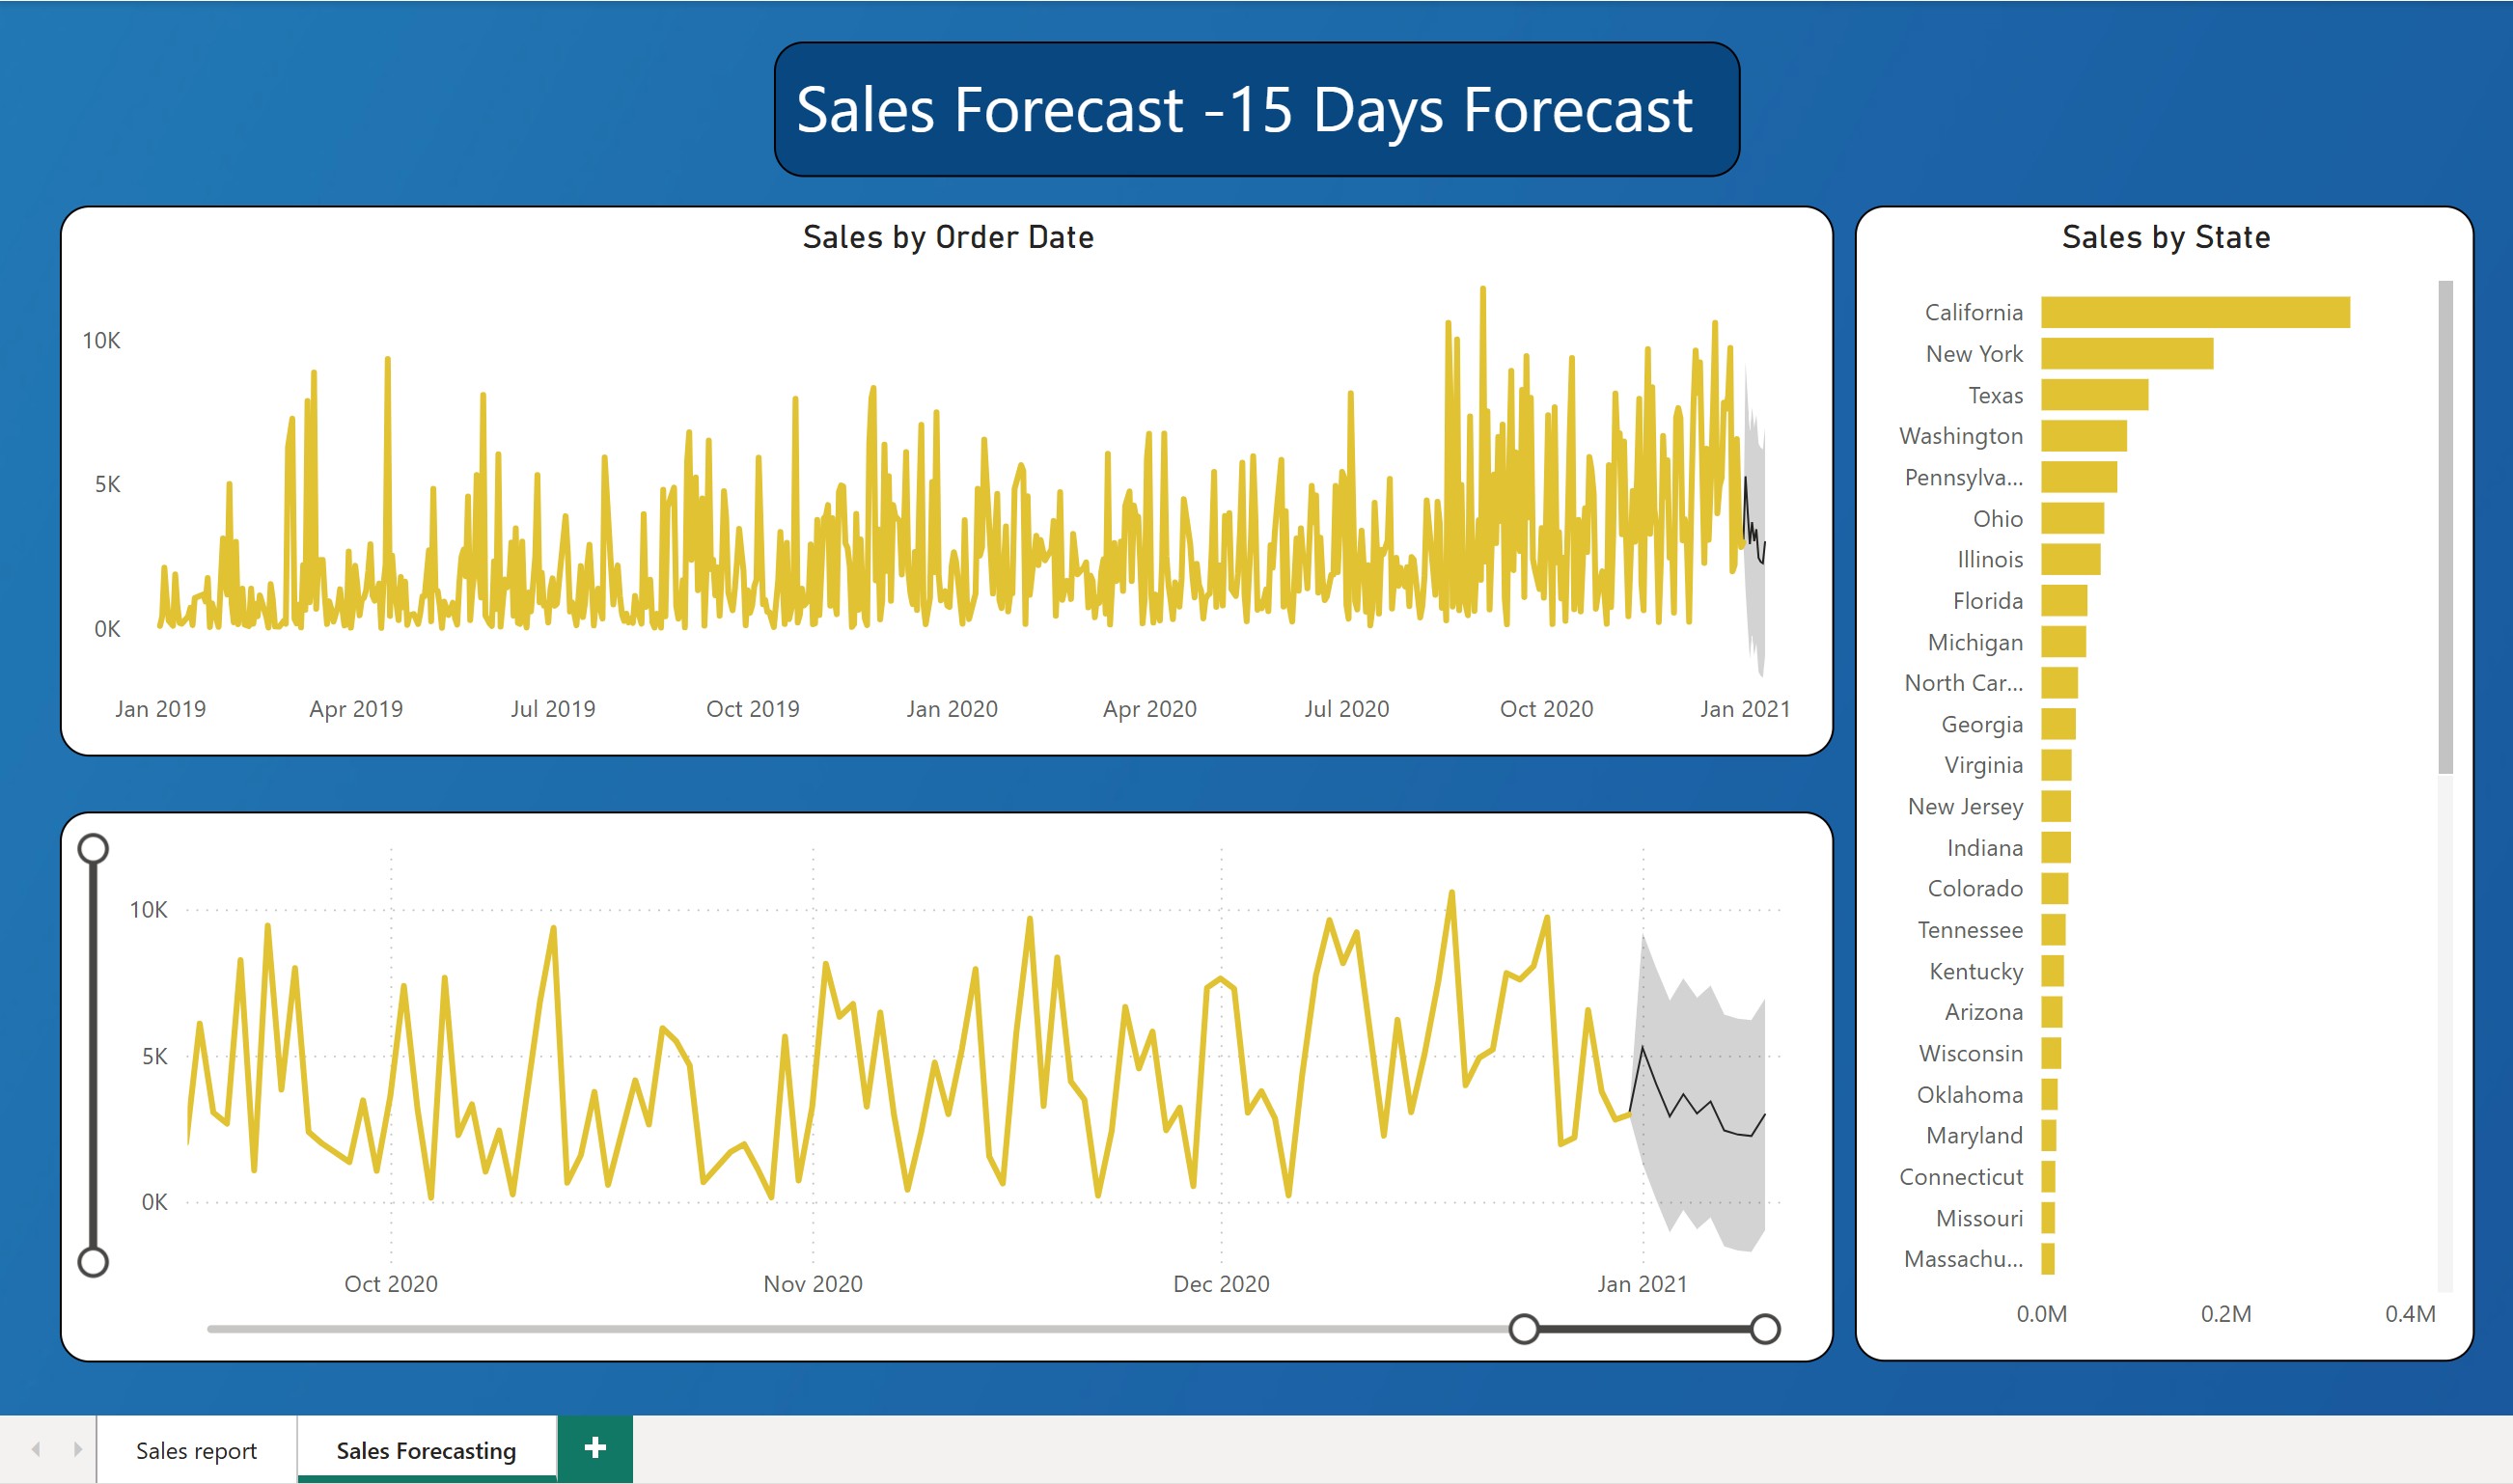 Sales Forecast -15 Days Forecast
Sales by Order Date
10K
5K
0K
Jan 2019 Apr 2019 Jul 2019 Oct 2019 Jan 2020 Apr 2020 Jul 2020 Oct 2020 Jan 2021
10K
5K
0K
Oct 2020 Nov 2020 Dec 2020 Jan 2021
Sales by State
California
New York
Texas
Washington
Pennsylva...
Ohio
Illinois
Florida
Michigan
North Car...
Georgia
Virginia
New Jersey
Indiana
Colorado
Tennessee
Kentucky
Arizona
Wisconsin
Oklahoma
Maryland
Connecticut
Missouri
Massachu...
0.0M 0.2M 0.4M
Sales report Sales Forecasting +